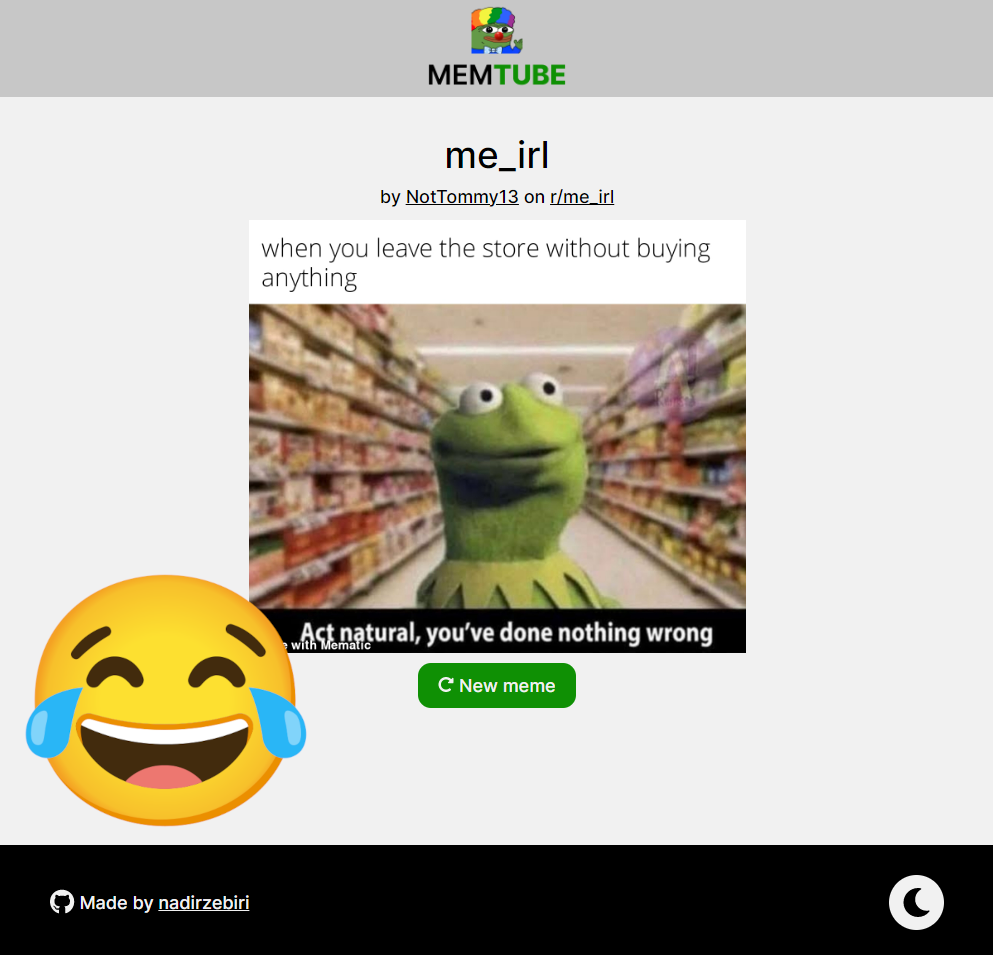 MEMTUBE
me_irl
by NotTommy13 on r/me_irl
when you leave the store without buying
anything
Act natural, you've done nothing wrong
with Mematic
New meme
Made by nadirzebiri